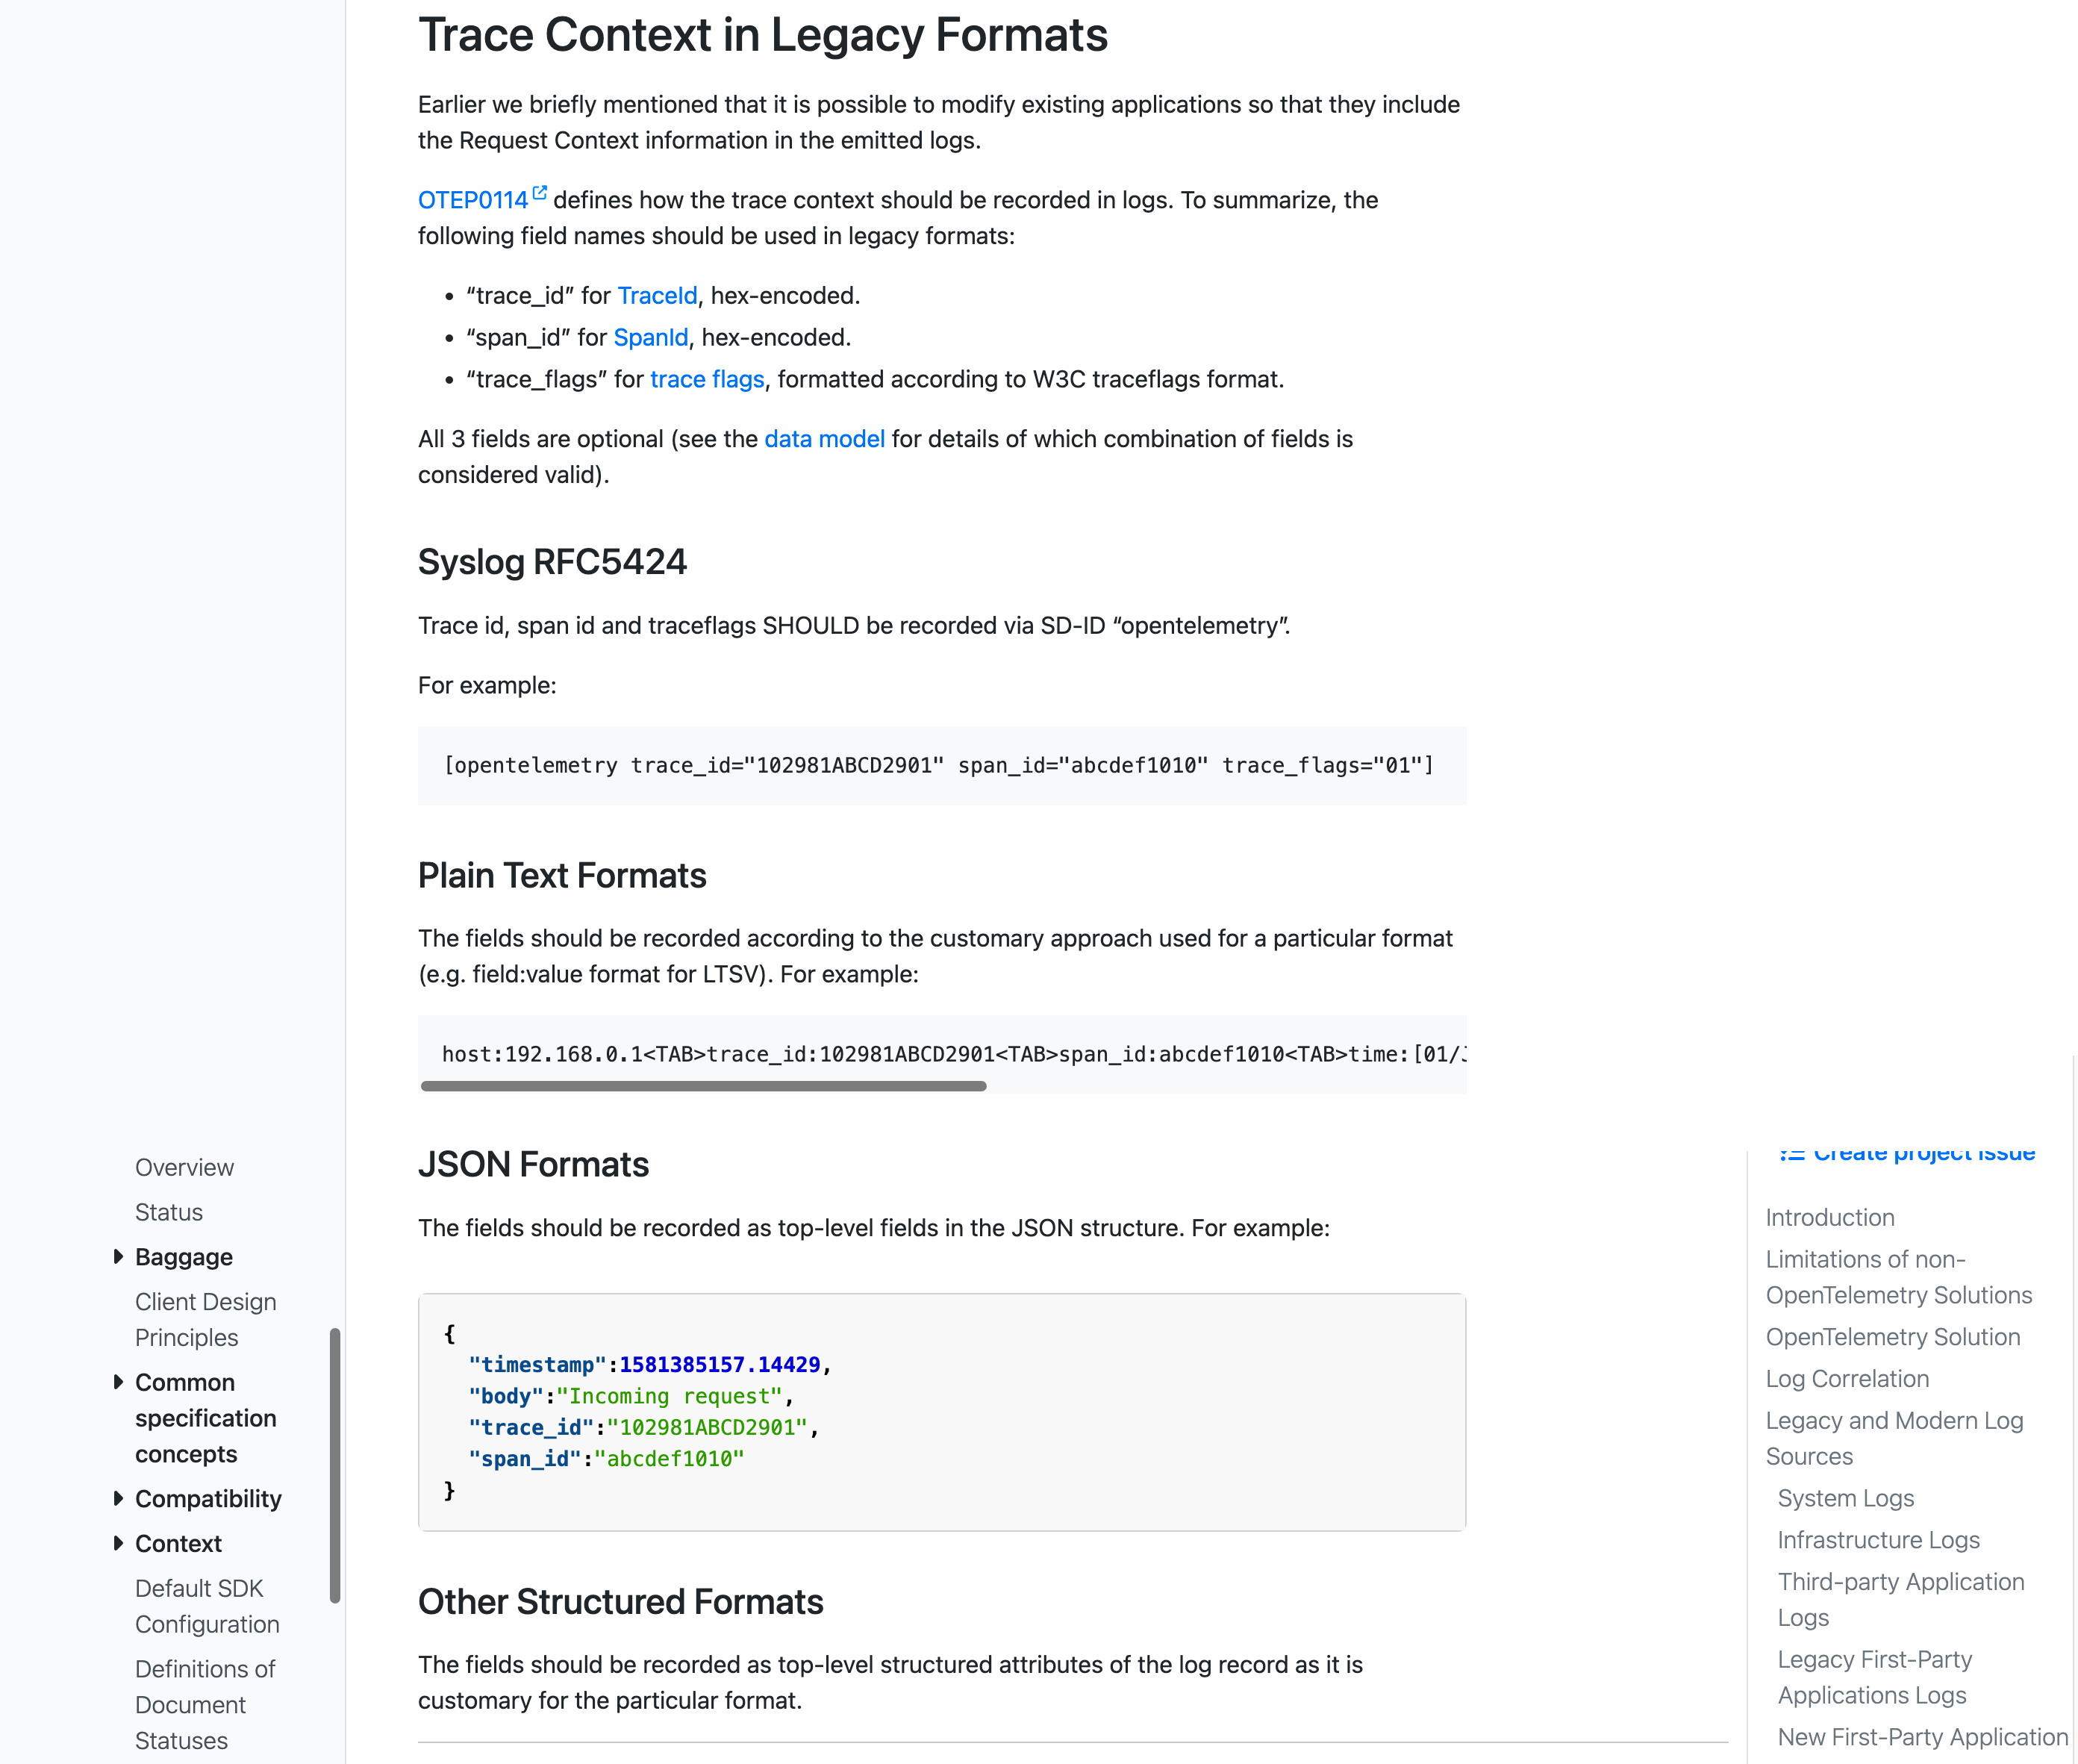 Trace Context in Legacy Formats
Earlier we briefly mentioned that it is possible to modify existing applications so that they include
the Request Context information in the emitted logs.
OTEP0114 defines how the trace context should be recorded in logs. To summarize, the
following field names should be used in legacy formats:
• “trace_id” for TraceId, hex-encoded.
• “span_id” for SpanId, hex-encoded.
• “trace_flags” for trace flags, formatted according to W3C traceflags format.
All 3 fields are optional (see the data model for details of which combination of fields is
considered valid).
Syslog RFC5424
Trace id, span id and traceflags SHOULD be recorded via SD-ID “opentelemetry”.
For example:
[opentelemetry trace_id="102981ABCD2901" span_id="abcdef1010" trace_flags="01"]
Plain Text Formats
The fields should be recorded according to the customary approach used for a particular format
(e.g. field:value format for LTSV). For example:
host:192.168.0.1<TAB>trace_id:102981ABCD2901<TAB>span_id:abcdef1010<TAB>time:[01/
JSON Formats
The fields should be recorded as top-level fields in the JSON structure. For example:
{
"timestamp":1581385157.14429,
"body":"Incoming request",
"trace_id":"102981ABCD2901",
"span_id":"abcdef1010"
}
Other Structured Formats
The fields should be recorded as top-level structured attributes of the log record as it is
customary for the particular format.
Overview
Status
Baggage
Client Design
Principles
Common
specification
concepts
Compatibility
Context
Default SDK
Configuration
Definitions of
Document
Statuses
Create project issue
Introduction
Limitations of non-
OpenTelemetry Solutions
OpenTelemetry Solution
Log Correlation
Legacy and Modern Log
Sources
System Logs
Infrastructure Logs
Third-party Application
Logs
Legacy First-Party
Applications Logs
New First-Party Application